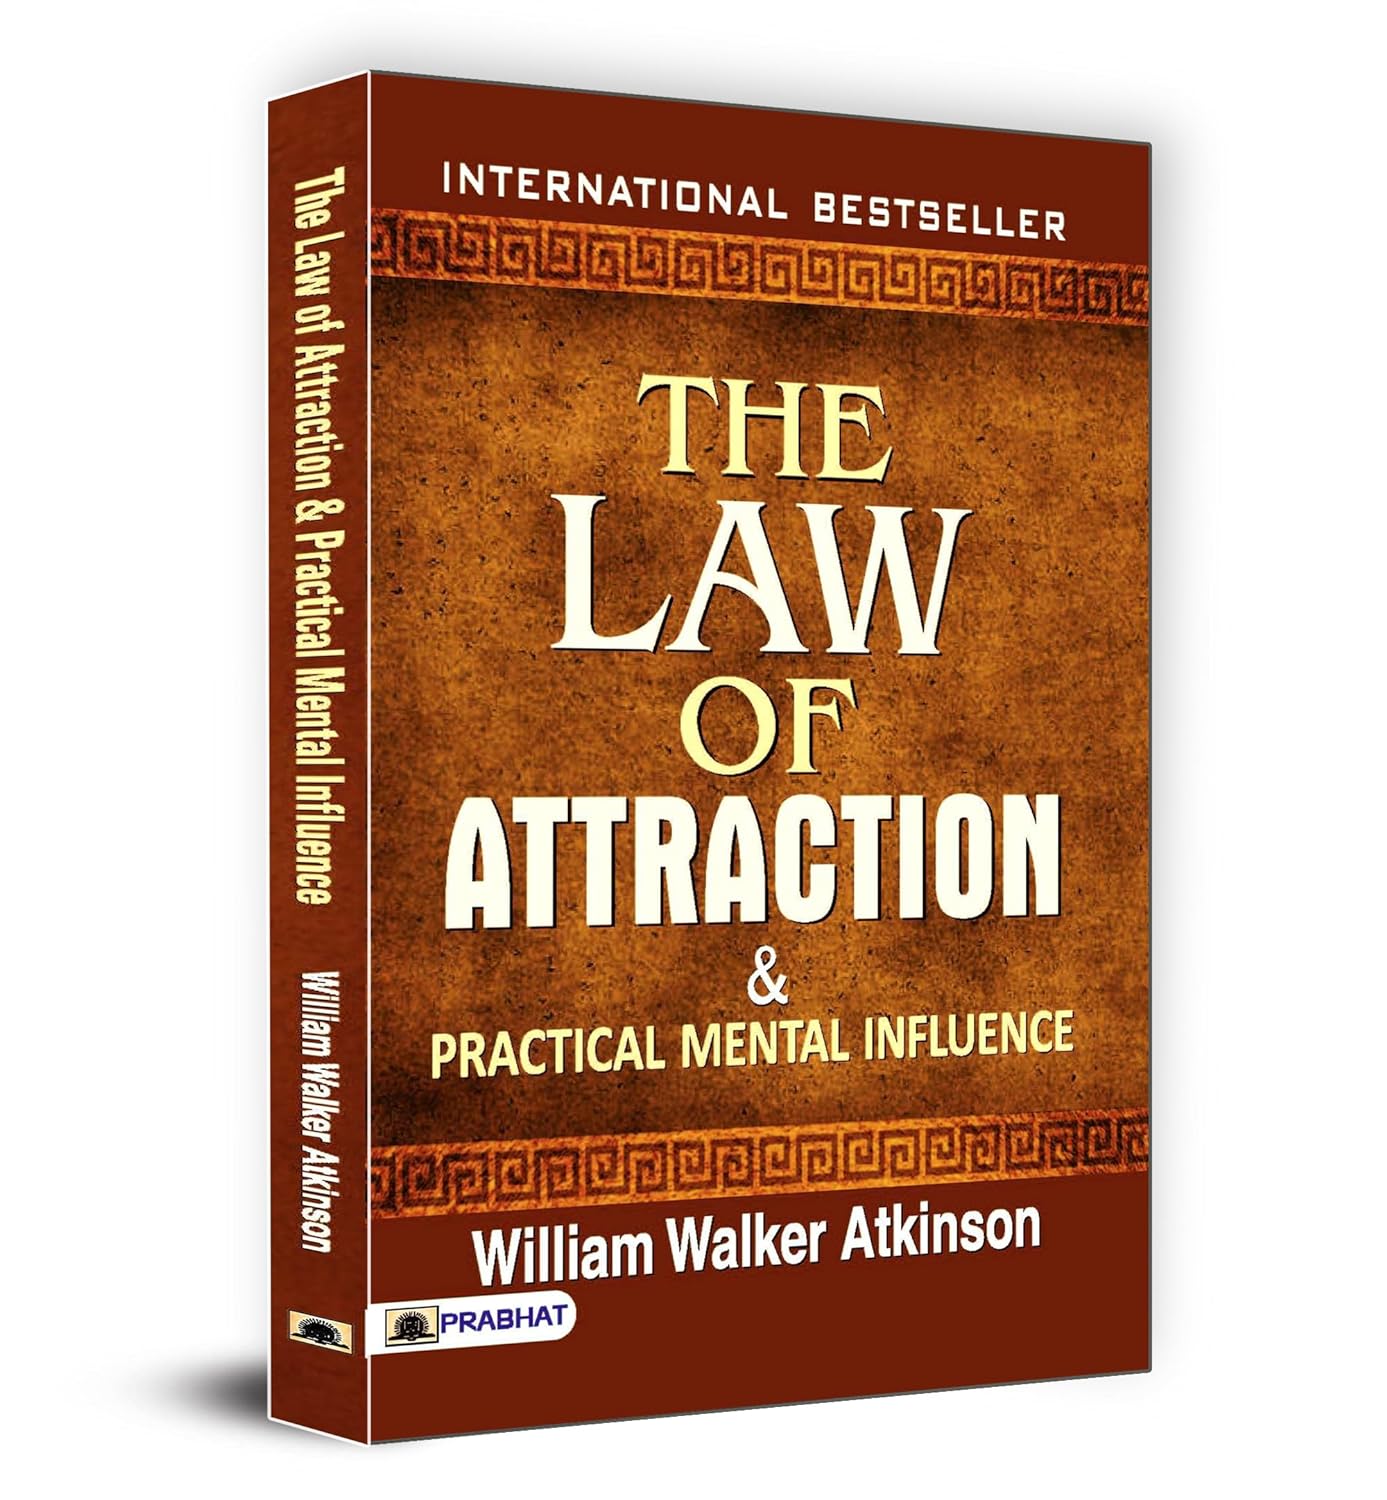 The Law of Attraction & Practical Mental Influence
William Walker Atkinson
INTERNATIONAL BESTSELLER
THE
LAW
OF
ATTRACTION
&
PRACTICAL MENTAL INFLUENCE
William Walker Atkinson
PRABHAT